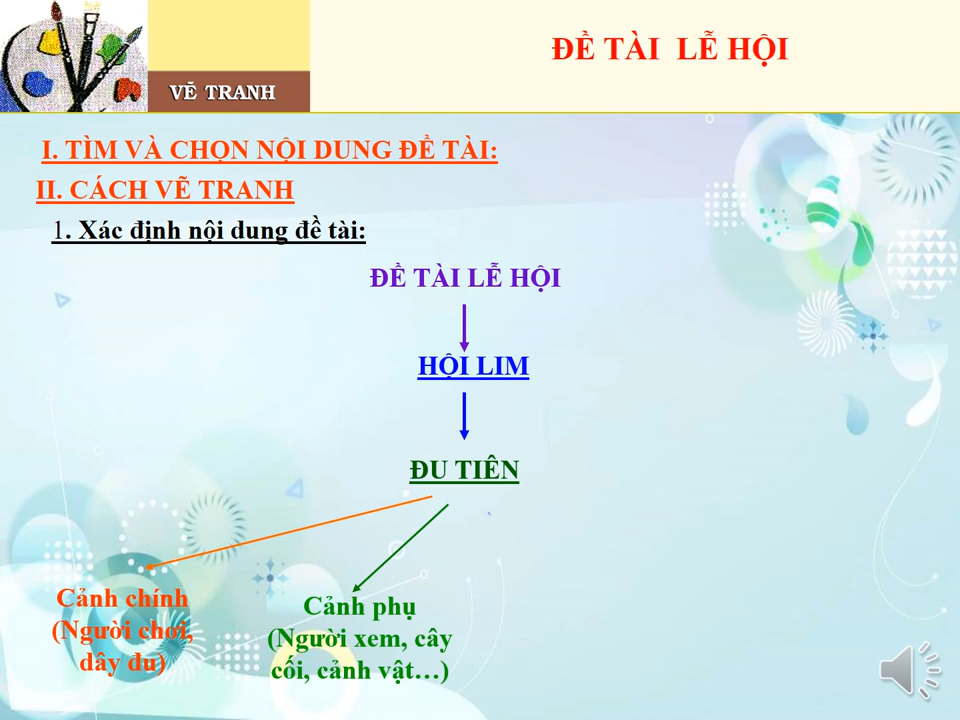 VẼ TRANH
ĐỀ TÀI LỄ HỘI
I. TÌM VÀ CHỌN NỘI DUNG ĐỀ TÀI:
II. CÁCH VẼ TRANH
1. Xác định nội dung đề tài:
ĐỀ TÀI LỄ HỘI
HỘI LIM
ĐU TIÊN
Cảnh chính
(Người chơi,
dây đu)
Cảnh phụ
(Người xem, cây
cối, cảnh vật…)